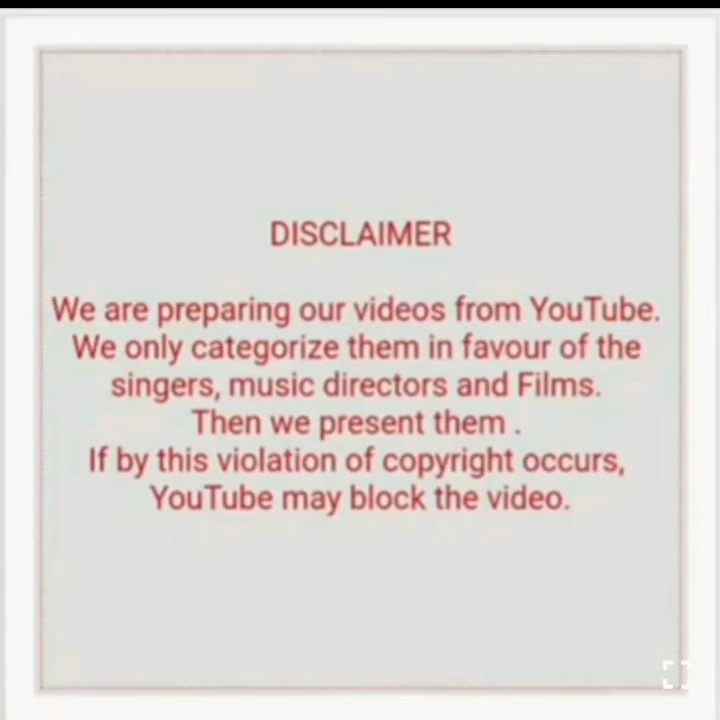 DISCLAIMER
We are preparing our videos from YouTube.
We only categorize them in favour of the
singers, music directors and Films.
Then we present them .
If by this violation of copyright occurs,
YouTube may block the video.